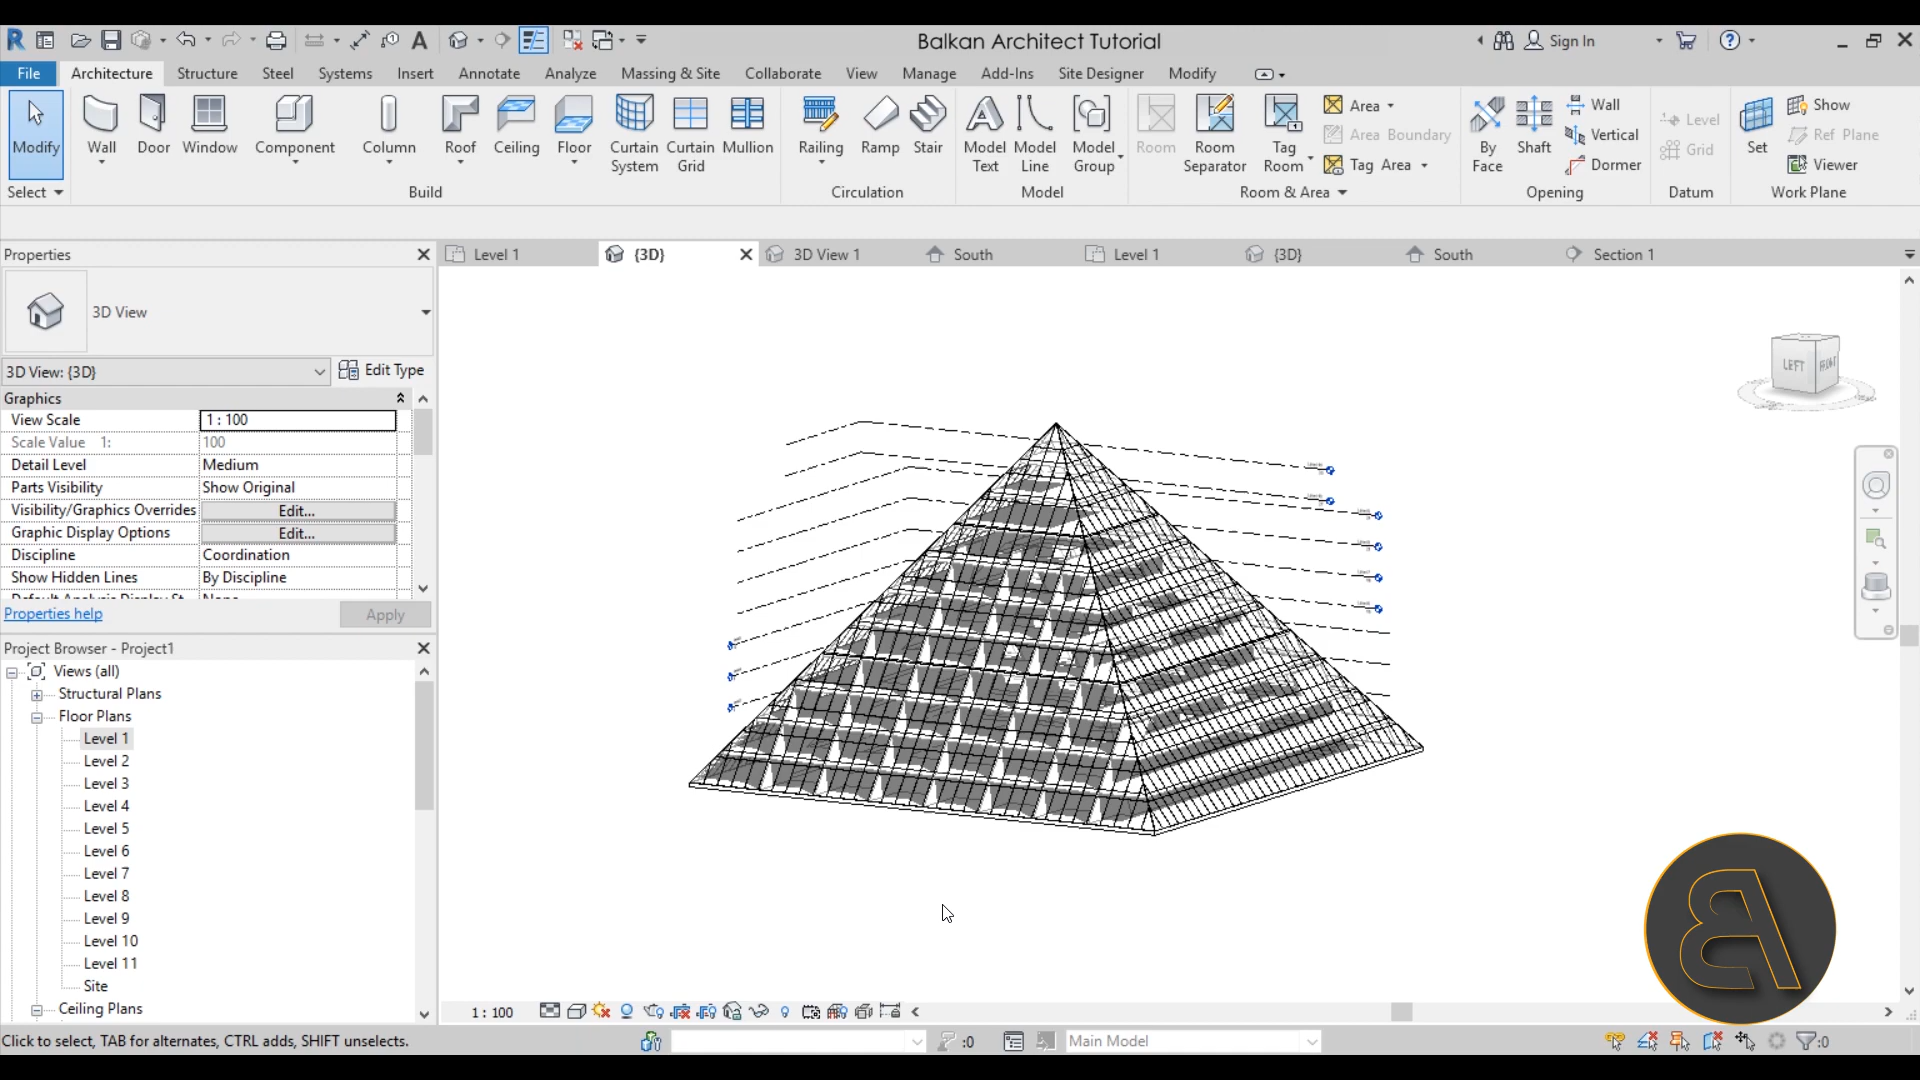 Balkan Architect Tutorial
Sign In
File Architecture Structure Steel Systems Insert Annotate Analyze Massing & Site Collaborate View Manage Add-Ins Site Designer Modify
Modify Wall Door Window Component Column Roof Ceiling Floor Curtain System Curtain Grid Mullion Railing Ramp Stair Model Text Model Line Model Group Room Room Separator Tag Room
Area
Area Boundary
Tag Area
By Face Shaft
Wall
Vertical
Dormer
Level
Grid
Set
Show
Ref Plane
Viewer
Select Build Circulation Model Room & Area Opening Datum Work Plane
Properties
Level 1 {3D} 3D View 1 South Level 1 {3D} South Section 1
3D View
3D View: {3D} Edit Type
Graphics
View Scale 1 : 100
Scale Value 1: 100
Detail Level Medium
Parts Visibility Show Original
Visibility/Graphics Overrides Edit...
Graphic Display Options Edit...
Discipline Coordination
Show Hidden Lines By Discipline
Properties help Apply
LEFT FRONT
Project Browser - Project1
Views (all)
Structural Plans
Floor Plans
Level 1
Level 2
Level 3
Level 4
Level 5
Level 6
Level 7
Level 8
Level 9
Level 10
Level 11
Site
Ceiling Plans
1 : 100
Click to select, TAB for alternates, CTRL adds, SHIFT unselects.
:0
Main Model
:0